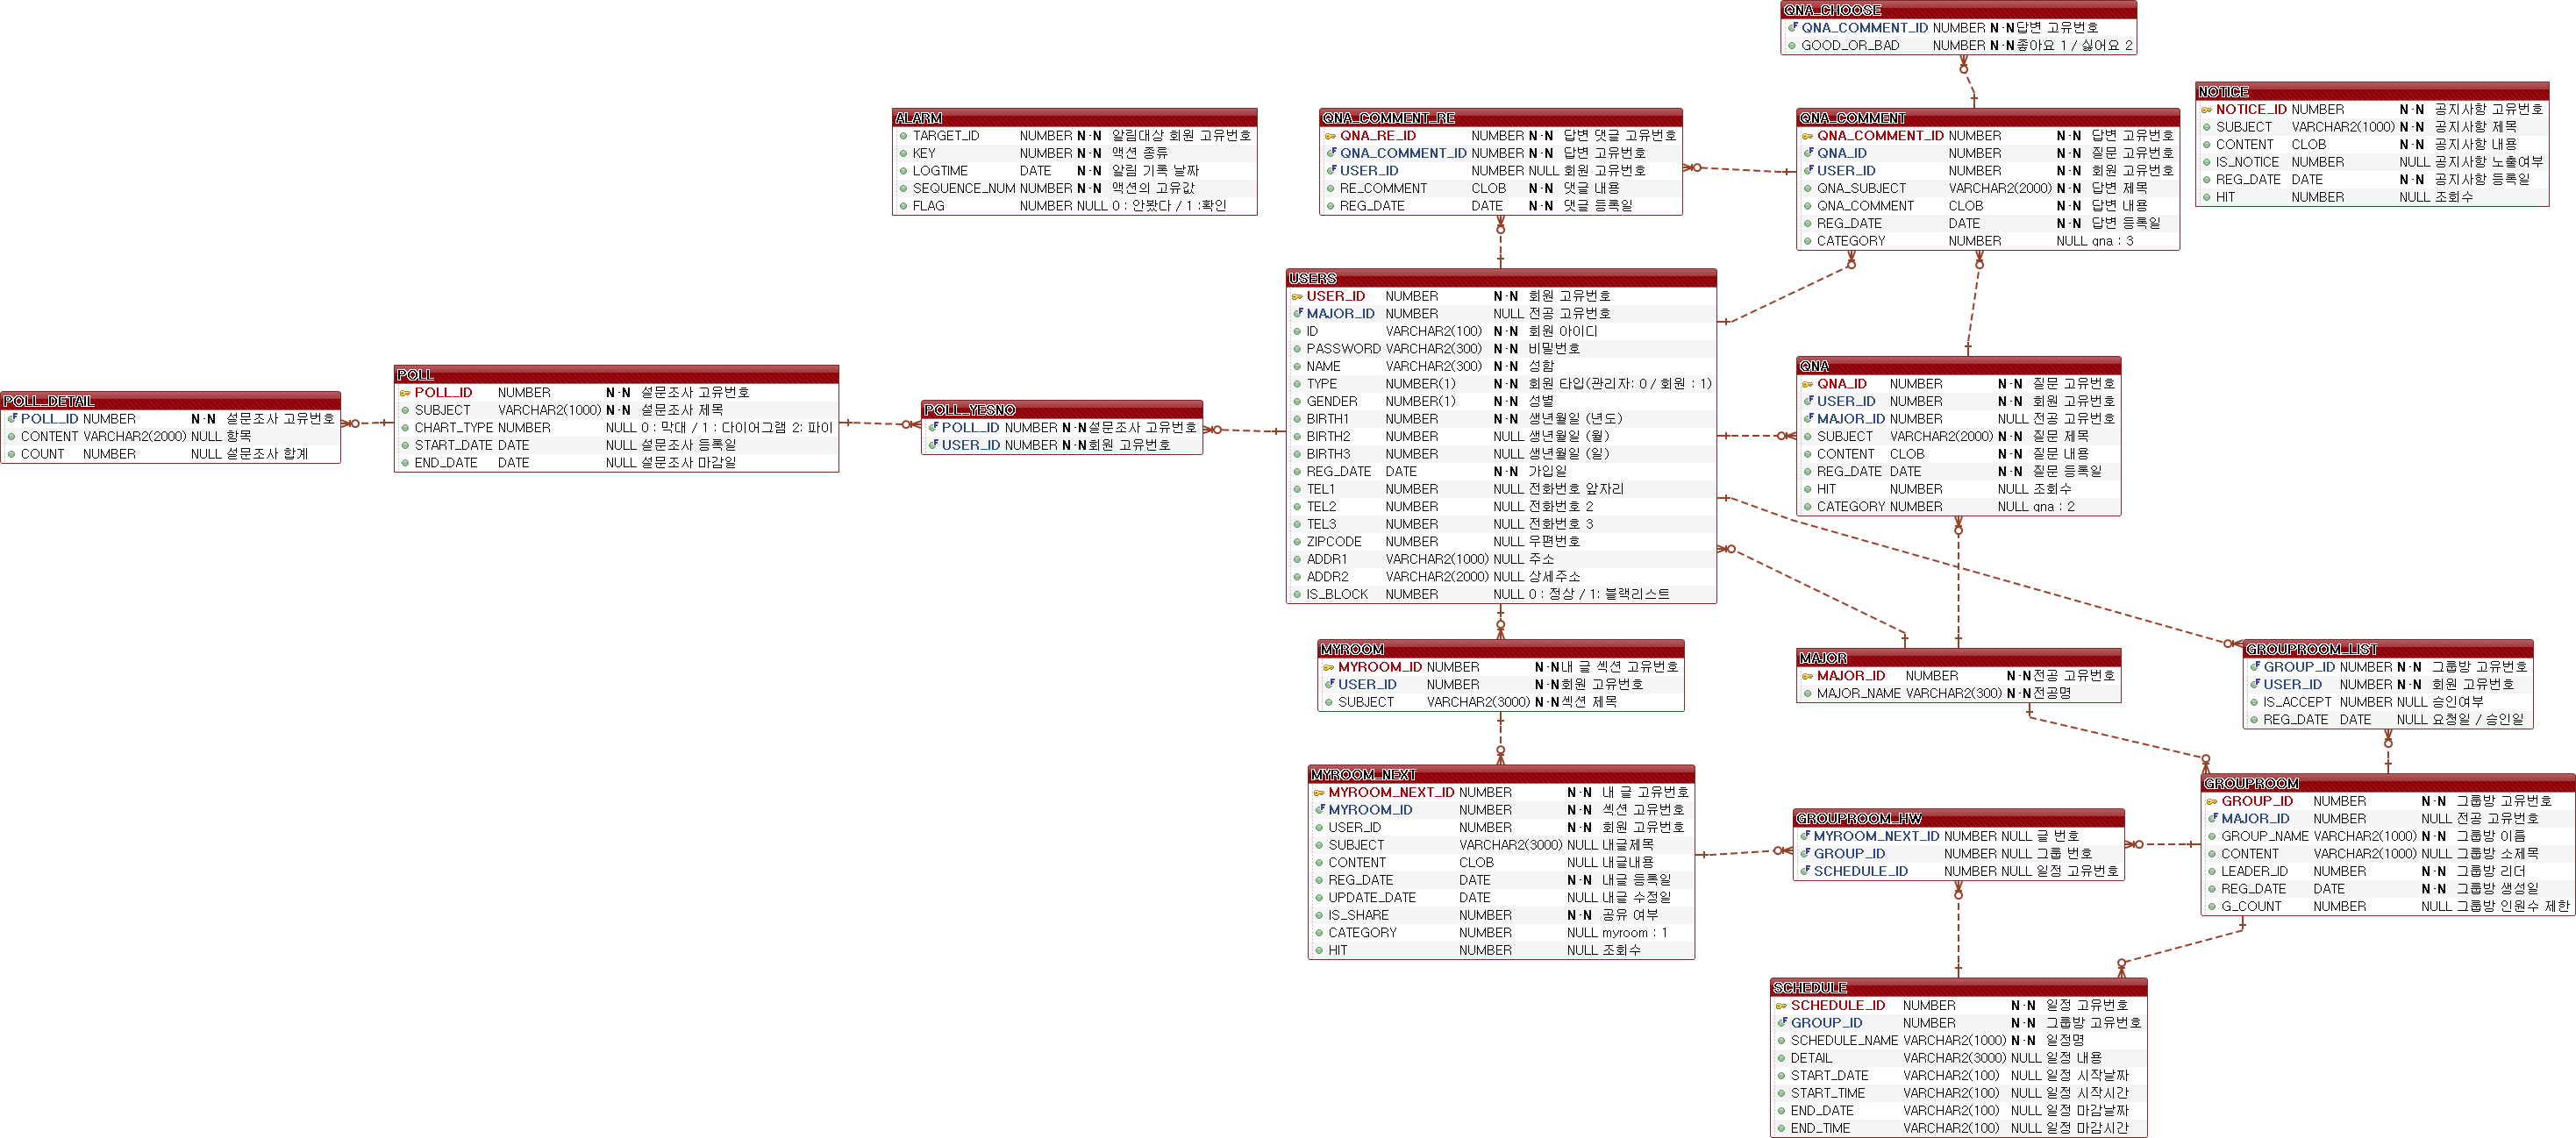 QNA_CHOOSE
QNA_COMMENT_ID NUMBER N·N 답변 고유번호
GOOD_OR_BAD NUMBER N·N 좋아요 1 / 싫어요 2
NOTICE
NOTICE_ID NUMBER N·N 공지사항 고유번호
SUBJECT VARCHAR2(1000) N·N 공지사항 제목
CONTENT CLOB N·N 공지사항 내용
IS_NOTICE NUMBER NULL 공지사항 노출여부
REG_DATE DATE N·N 공지사항 등록일
HIT NUMBER NULL 조회수
ALARM
TARGET_ID NUMBER N·N 알림대상 회원 고유번호
KEY NUMBER N·N 액션 종류
LOGTIME DATE N·N 알림 기록 날짜
SEQUENCE_NUM NUMBER N·N 액션의 고유값
FLAG NUMBER NULL 0 : 안봤다 / 1 :확인
QNA_COMMENT_RE
QNA_RE_ID NUMBER N·N 답변 댓글 고유번호
QNA_COMMENT_ID NUMBER N·N 답변 고유번호
USER_ID NUMBER NULL 회원 고유번호
RE_COMMENT CLOB N·N 댓글 내용
REG_DATE DATE N·N 댓글 등록일
QNA_COMMENT
QNA_COMMENT_ID NUMBER N·N 답변 고유번호
QNA_ID NUMBER N·N 질문 고유번호
USER_ID NUMBER N·N 회원 고유번호
QNA_SUBJECT VARCHAR2(2000) N·N 답변 제목
QNA_COMMENT CLOB N·N 답변 내용
REG_DATE DATE N·N 답변 등록일
CATEGORY NUMBER NULL qna : 3
USERS
USER_ID NUMBER N·N 회원 고유번호
MAJOR_ID NUMBER NULL 전공 고유번호
ID VARCHAR2(100) N·N 회원 아이디
PASSWORD VARCHAR2(300) N·N 비밀번호
NAME VARCHAR2(300) N·N 성함
TYPE NUMBER(1) N·N 회원 타입(관리자: 0 / 회원 : 1)
GENDER NUMBER(1) N·N 성별
BIRTH1 NUMBER N·N 생년월일 (년도)
BIRTH2 NUMBER NULL 생년월일 (월)
BIRTH3 NUMBER NULL 생년월일 (일)
REG_DATE DATE N·N 가입일
TEL1 NUMBER NULL 전화번호 앞자리
TEL2 NUMBER NULL 전화번호 2
TEL3 NUMBER NULL 전화번호 3
ZIPCODE NUMBER NULL 우편번호
ADDR1 VARCHAR2(1000) NULL 주소
ADDR2 VARCHAR2(2000) NULL 상세주소
IS_BLOCK NUMBER NULL 0 : 정상 / 1: 블랙리스트
POLL_DETAIL
POLL_ID NUMBER N·N 설문조사 고유번호
CONTENT VARCHAR2(2000) NULL 항목
COUNT NUMBER NULL 설문조사 합계
POLL
POLL_ID NUMBER N·N 설문조사 고유번호
SUBJECT VARCHAR2(1000) N·N 설문조사 제목
CHART_TYPE NUMBER NULL 0 : 막대 / 1 : 다이어그램 2: 파이
START_DATE DATE NULL 설문조사 등록일
END_DATE DATE NULL 설문조사 마감일
POLL_YESNO
POLL_ID NUMBER N·N 설문조사 고유번호
USER_ID NUMBER N·N 회원 고유번호
QNA
QNA_ID NUMBER N·N 질문 고유번호
USER_ID NUMBER N·N 회원 고유번호
MAJOR_ID NUMBER NULL 전공 고유번호
SUBJECT VARCHAR2(2000) N·N 질문 제목
CONTENT CLOB N·N 질문 내용
REG_DATE DATE N·N 질문 등록일
HIT NUMBER NULL 조회수
CATEGORY NUMBER NULL qna : 2
MYROOM
MYROOM_ID NUMBER N·N 내 글 섹션 고유번호
USER_ID NUMBER N·N 회원 고유번호
SUBJECT VARCHAR2(3000) N·N 섹션 제목
MAJOR
MAJOR_ID NUMBER N·N 전공 고유번호
MAJOR_NAME VARCHAR2(300) N·N 전공명
GROUPROOM_LIST
GROUP_ID NUMBER N·N 그룹방 고유번호
USER_ID NUMBER N·N 회원 고유번호
IS_ACCEPT NUMBER NULL 승인여부
REG_DATE DATE NULL 요청일 / 승인일
MYROOM_NEXT
MYROOM_NEXT_ID NUMBER N·N 내 글 고유번호
MYROOM_ID NUMBER N·N 섹션 고유번호
USER_ID NUMBER N·N 회원 고유번호
SUBJECT VARCHAR2(3000) NULL 내글제목
CONTENT CLOB NULL 내글내용
REG_DATE DATE N·N 내글 등록일
UPDATE_DATE DATE NULL 내글 수정일
IS_SHARE NUMBER N·N 공유 여부
CATEGORY NUMBER NULL myroom : 1
HIT NUMBER NULL 조회수
GROUPROOM_HW
MYROOM_NEXT_ID NUMBER NULL 글 번호
GROUP_ID NUMBER NULL 그룹 번호
SCHEDULE_ID NUMBER NULL 일정 고유번호
GROUPROOM
GROUP_ID NUMBER N·N 그룹방 고유번호
MAJOR_ID NUMBER NULL 전공 고유번호
GROUP_NAME VARCHAR2(1000) N·N 그룹방 이름
CONTENT VARCHAR2(1000) NULL 그룹방 소제목
LEADER_ID NUMBER N·N 그룹방 리더
REG_DATE DATE N·N 그룹방 생성일
G_COUNT NUMBER NULL 그룹방 인원수 제한
SCHEDULE
SCHEDULE_ID NUMBER N·N 일정 고유번호
GROUP_ID NUMBER N·N 그룹방 고유번호
SCHEDULE_NAME VARCHAR2(1000) N·N 일정명
DETAIL VARCHAR2(3000) NULL 일정 내용
START_DATE VARCHAR2(100) NULL 일정 시작날짜
START_TIME VARCHAR2(100) NULL 일정 시작시간
END_DATE VARCHAR2(100) NULL 일정 마감날짜
END_TIME VARCHAR2(100) NULL 일정 마감시간